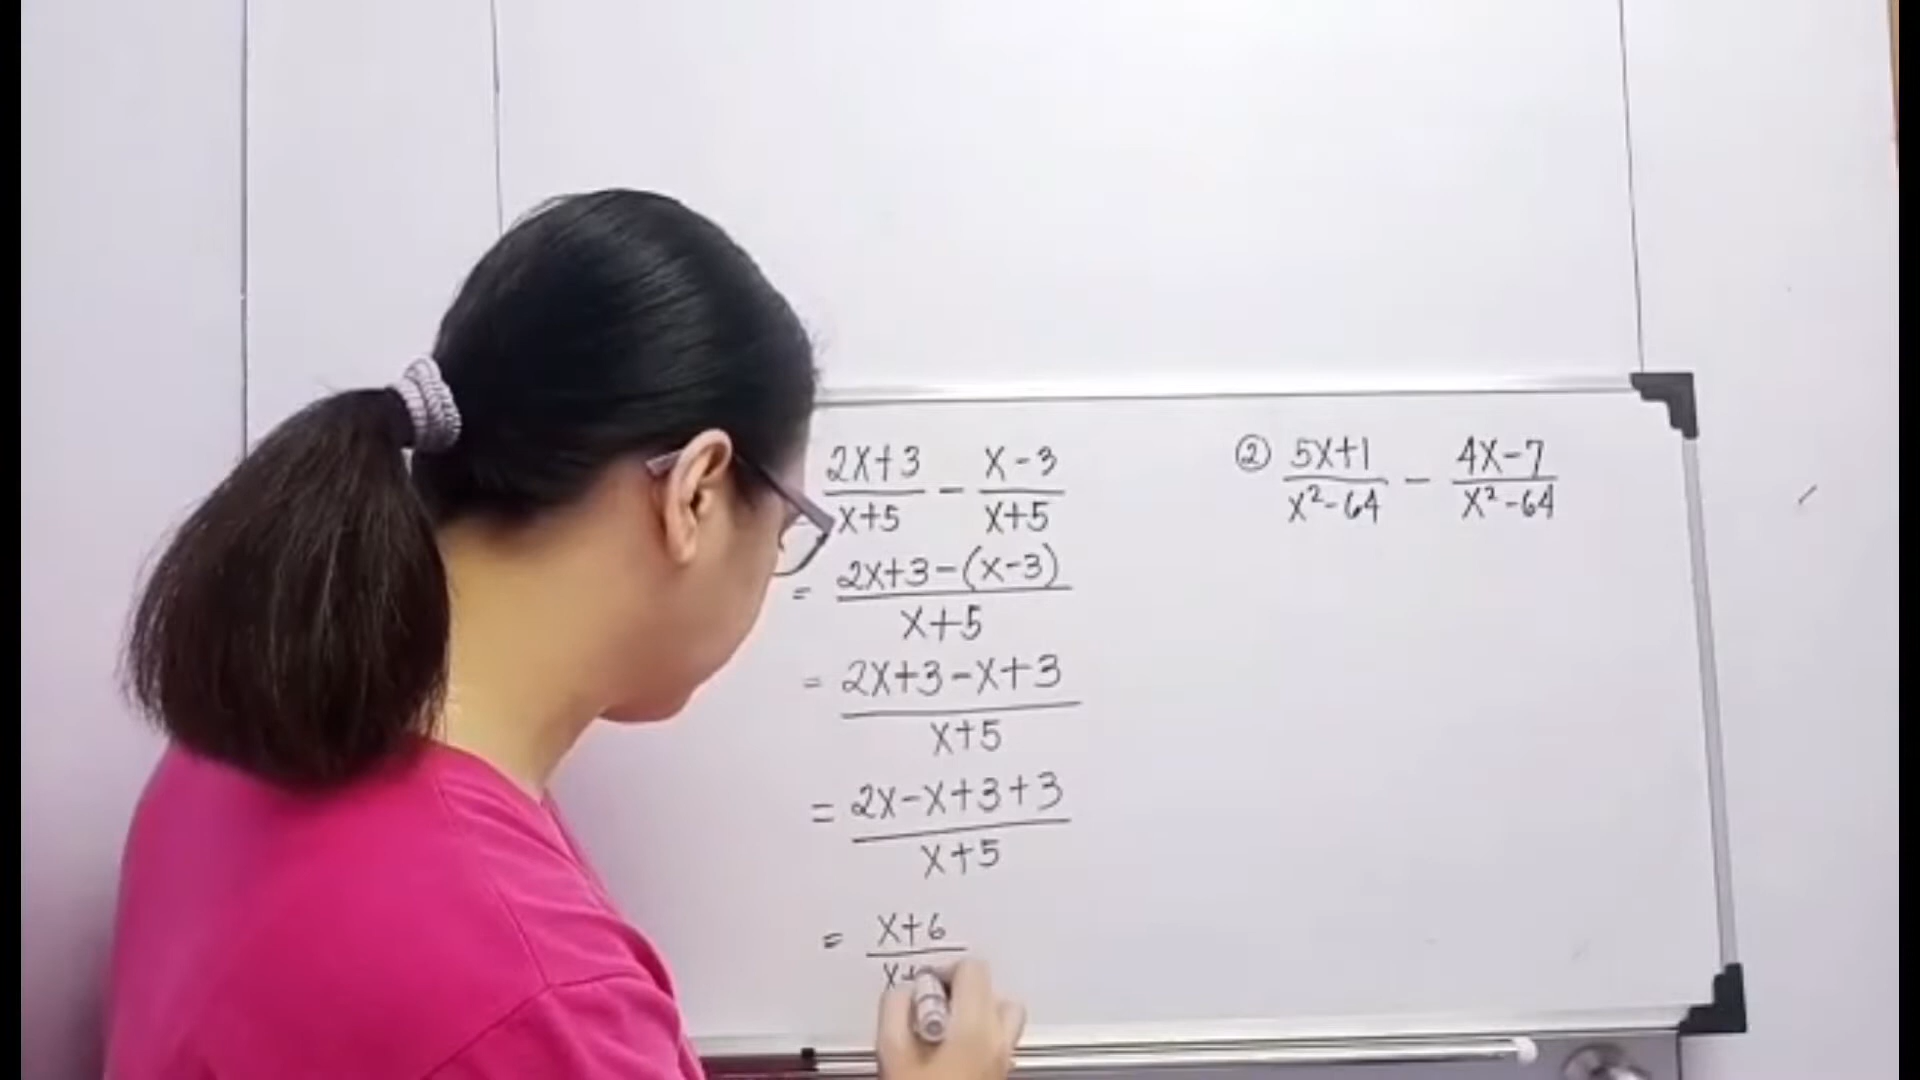 2x+3/x+5 - x-3/x+5
= 2x+3-(x-3)/x+5
= 2x+3-x+3/x+5
= 2x-x+3+3/x+5
= x+6/x+
② 5x+1/x²-64 - 4x-7/x²-64